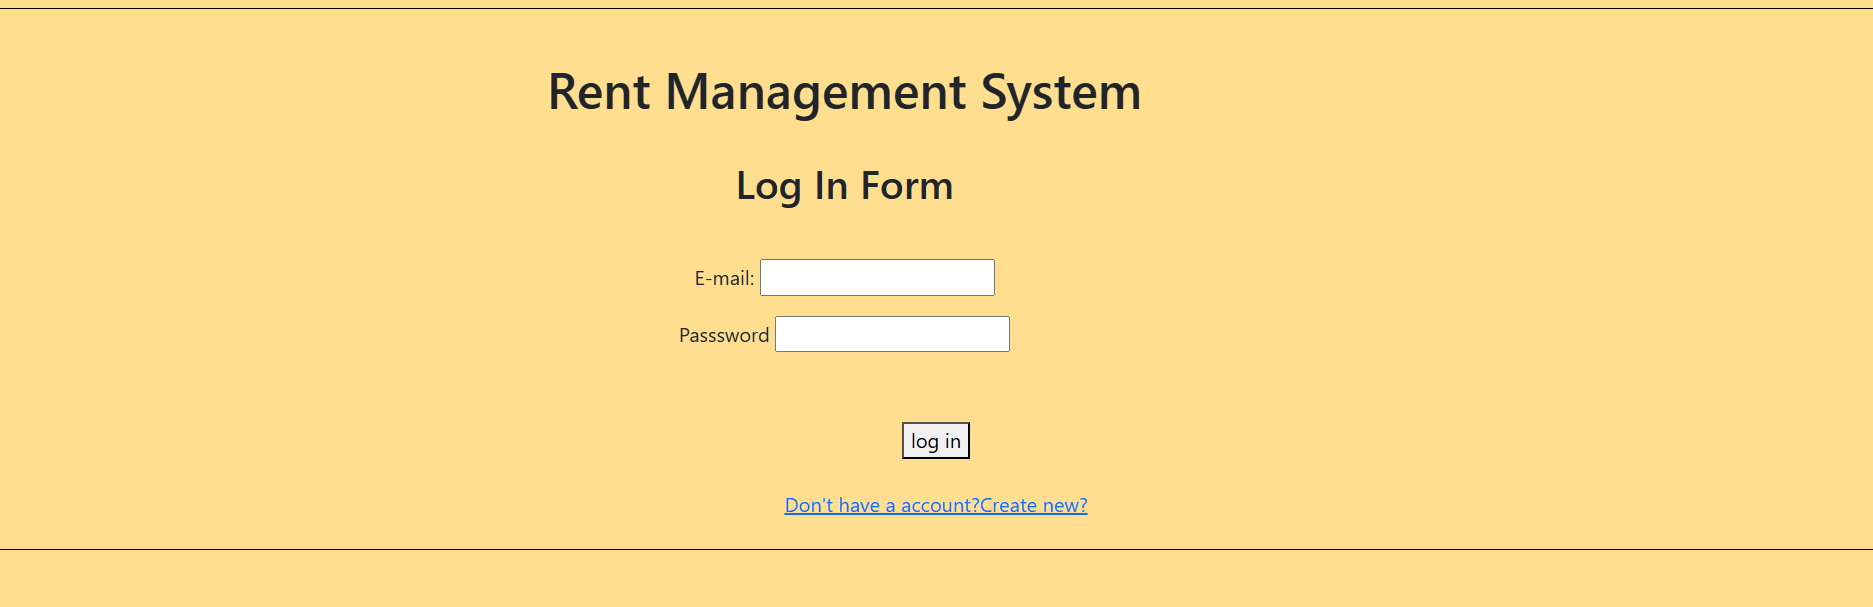 Rent Management System
Log In Form
E-mail:
Passsword
log in
Don't have a account?Create new?